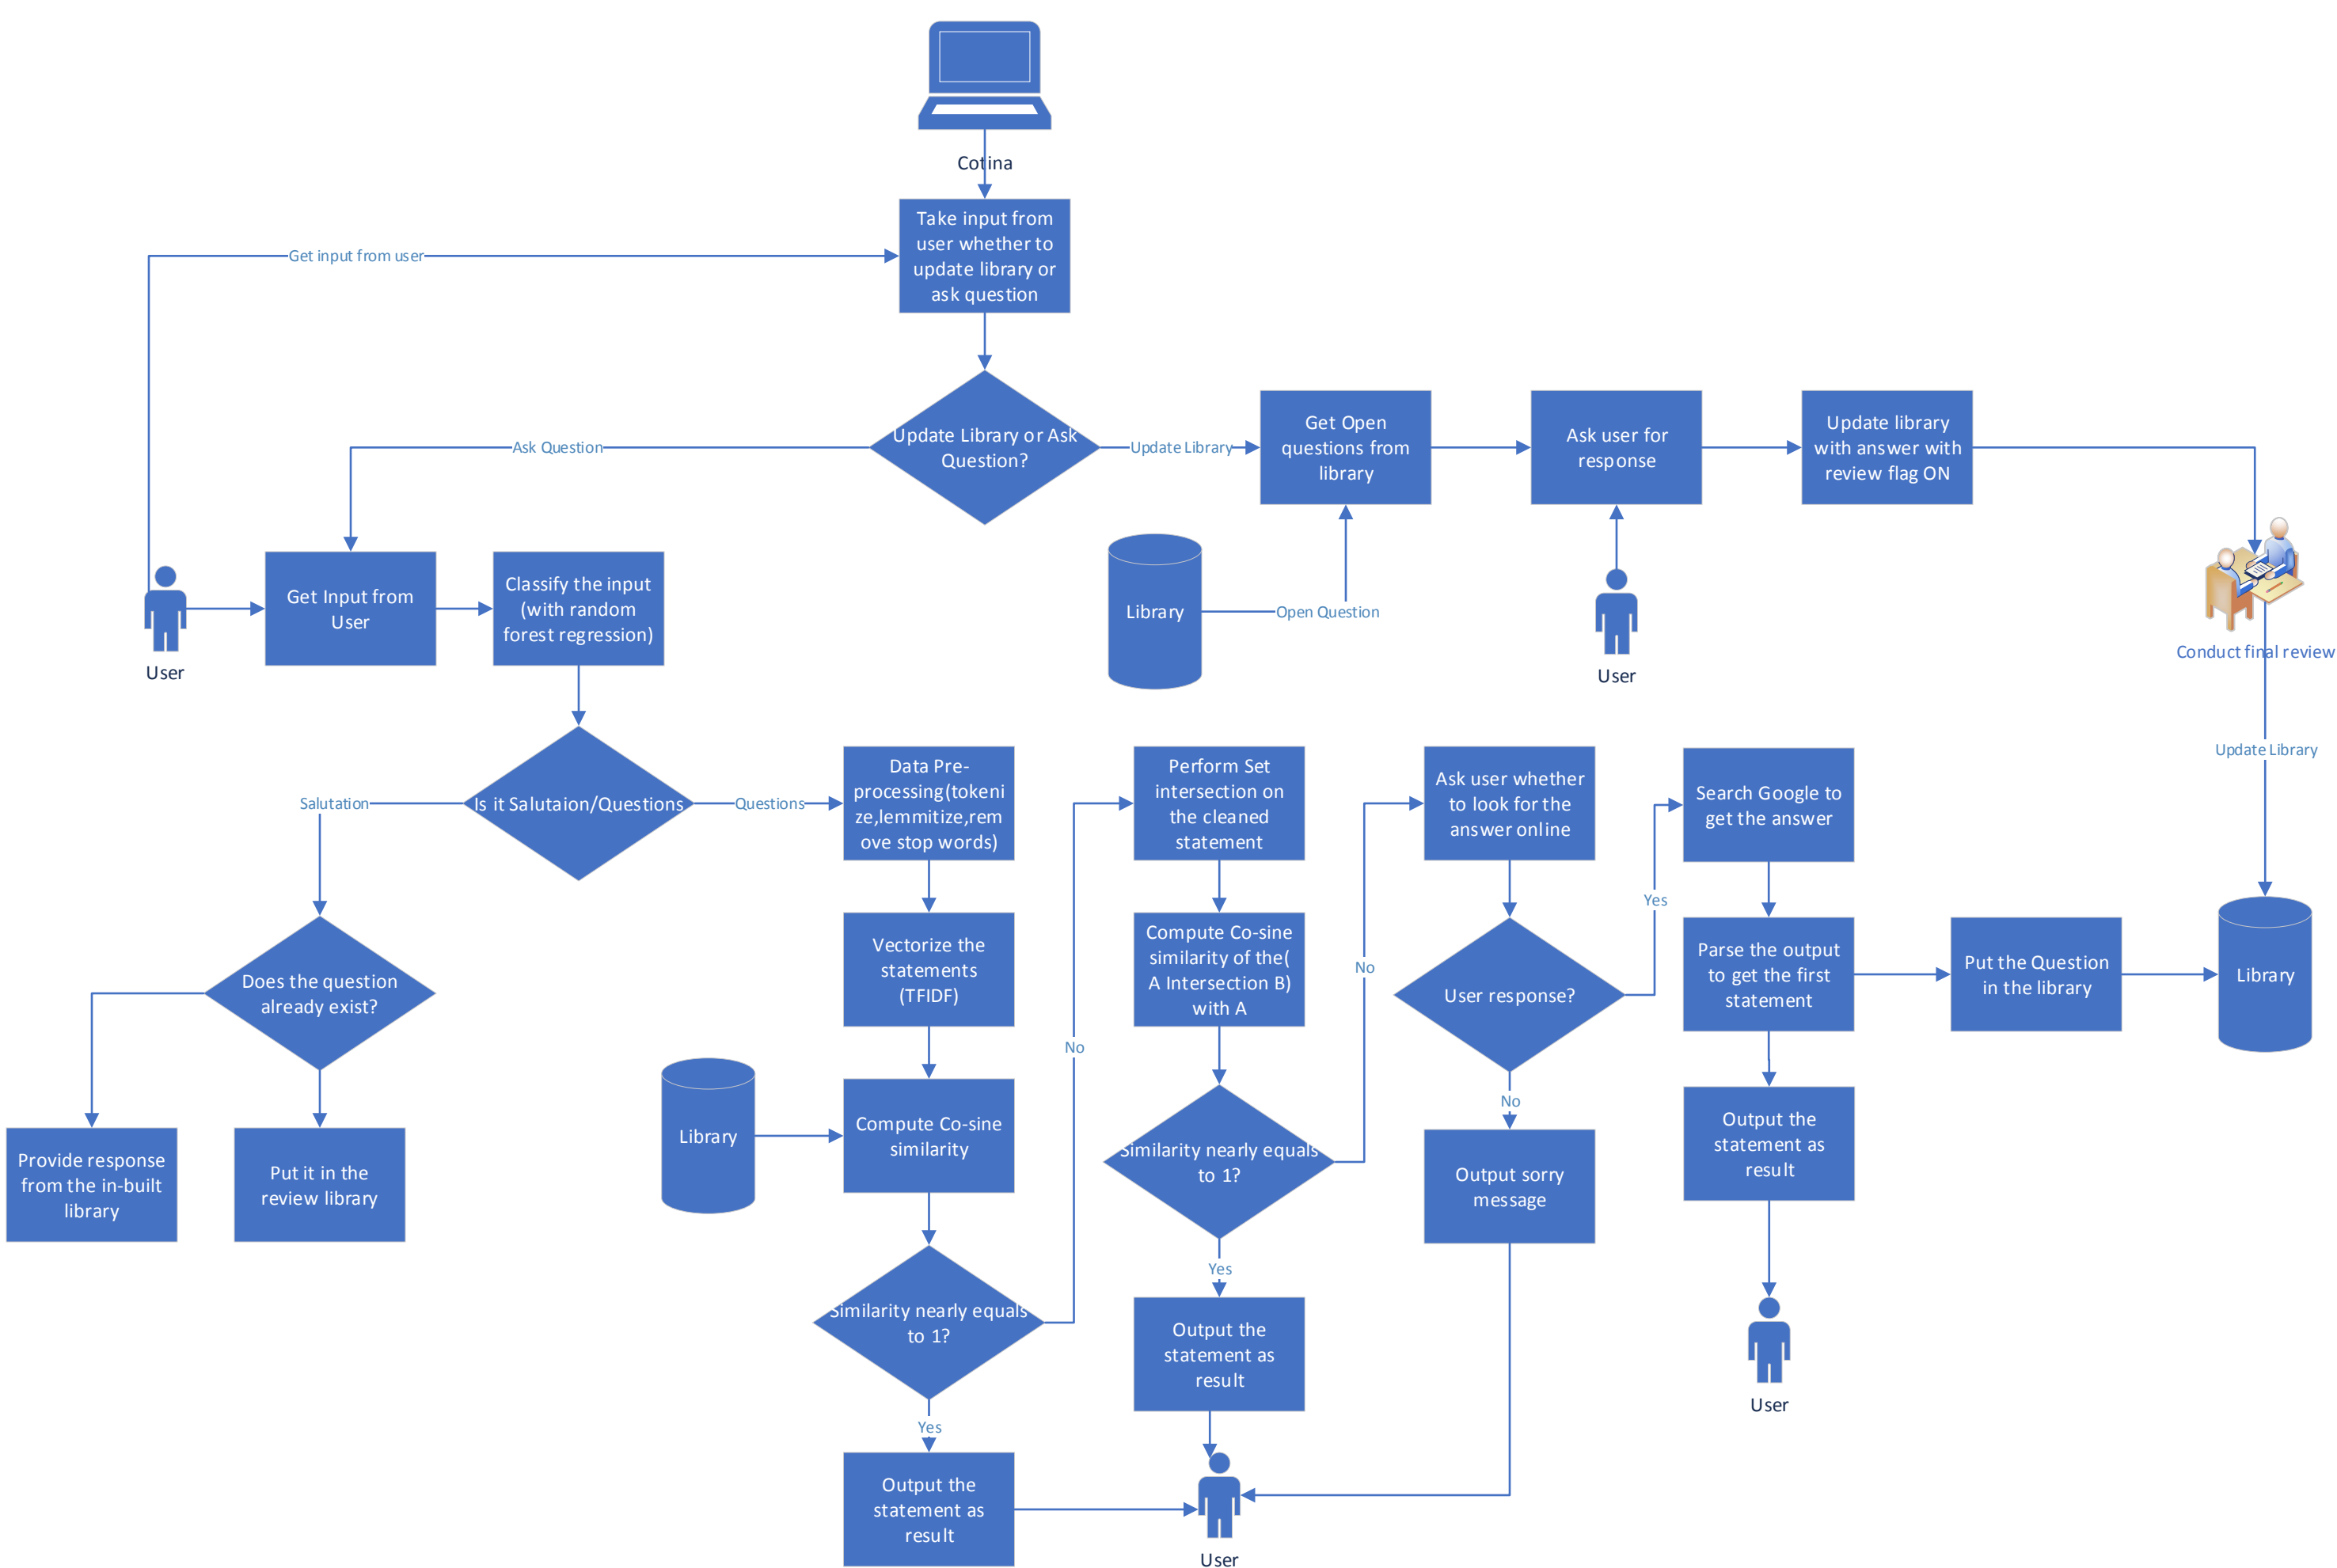 Cotina
Take input from
user whether to
update library or
ask question
Get input from user
Update Library or Ask
Question?
Ask Question
Update Library
Get Open
questions from
library
Ask user for
response
Update library
with answer with
review flag ON
Get Input from
User
Classify the input
(with random
forest regression)
User
Library
Open Question
User
Conduct final review
Update Library
Is it Salutaion/Questions
Salutation
Questions
Data Pre-
processing(tokeni
ze,lemmitize,rem
ove stop words)
Perform Set
intersection on
the cleaned
statement
Ask user whether
to look for the
answer online
Search Google to
get the answer
Yes
Does the question
already exist?
Vectorize the
statements
(TFIDF)
Compute Co-sine
similarity of the(
A Intersection B)
with A
No
User response?
Parse the output
to get the first
statement
Put the Question
in the library
Library
No
No
Provide response
from the in-built
library
Put it in the
review library
Library
Compute Co-sine
similarity
Similarity nearly equals
to 1?
Output sorry
message
Output the
statement as
result
Yes
Similarity nearly equals
to 1?
Output the
statement as
result
User
Yes
Output the
statement as
result
User